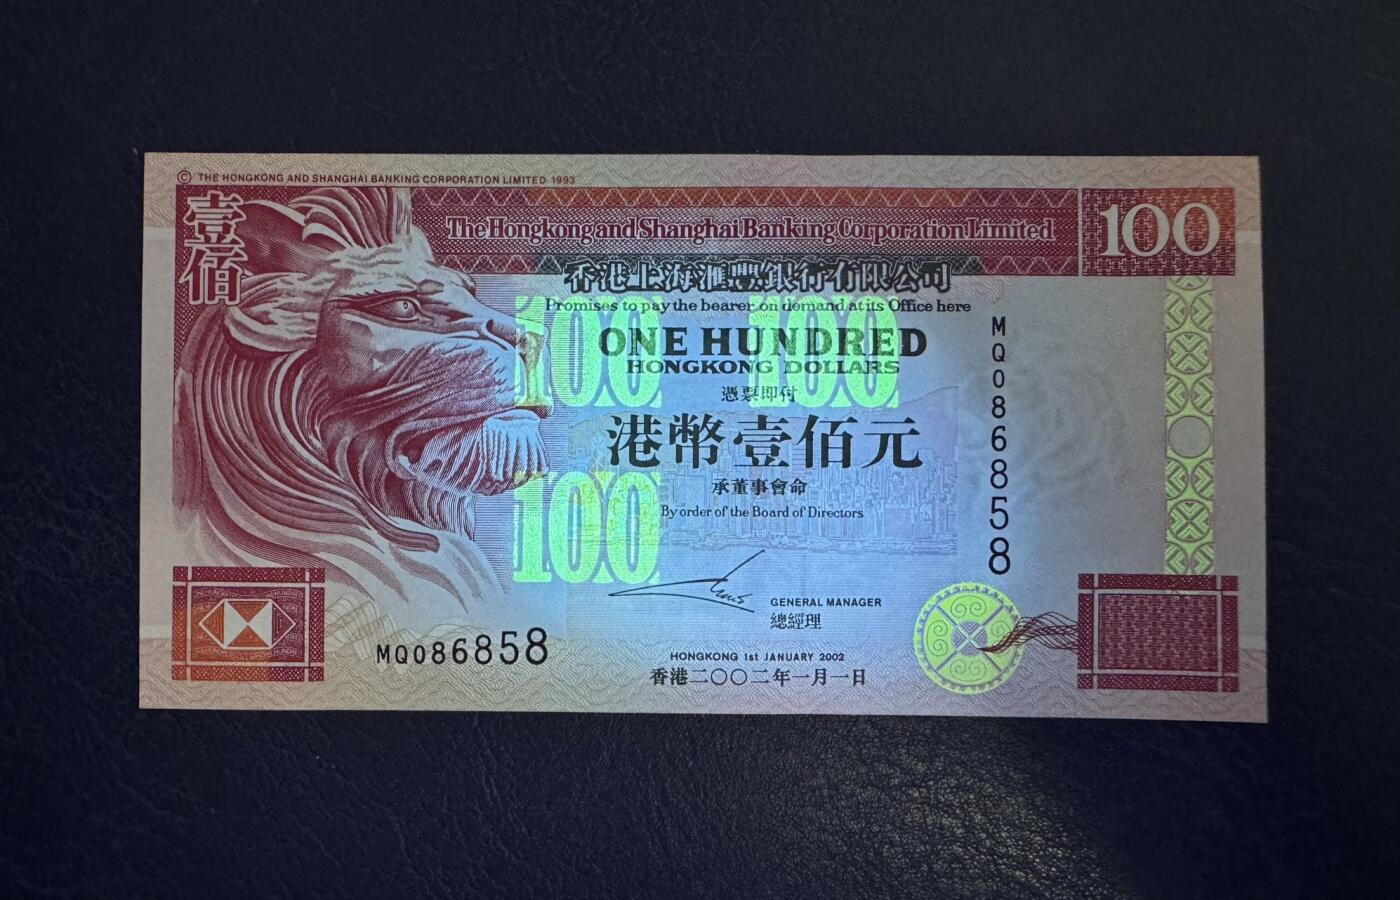 © THE HONGKONG AND SHANGHAI BANKING CORPORATION LIMITED 1993
壹佰
The Hongkong and Shanghai Banking Corporation Limited
100
香港上海滙豐銀行有限公司
Promises to pay the bearer on demand at its Office here
100 100
ONE HUNDRED
HONGKONG DOLLARS
憑票即付
港幣壹佰元
承董事會命
By order of the Board of Directors
100
MQ086858
GENERAL MANAGER
總經理
MQ086858
HONGKONG 1st JANUARY 2002
香港二〇〇二年一月一日